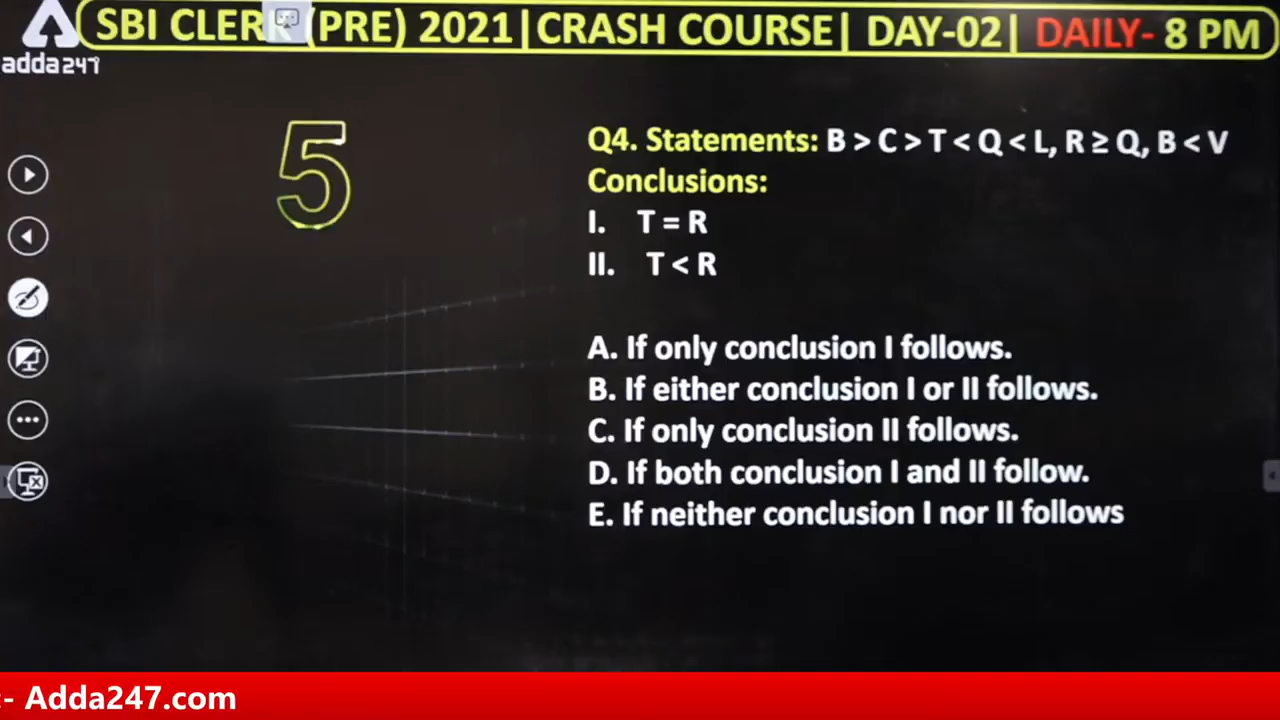 SBI CLERK (PRE) 2021|CRASH COURSE| DAY-02| DAILY- 8 PM
adda247
5
Q4. Statements: B > C > T < Q < L, R ≥ Q, B < V
Conclusions:
I. T = R
II. T < R
A. If only conclusion I follows.
B. If either conclusion I or II follows.
C. If only conclusion II follows.
D. If both conclusion I and II follow.
E. If neither conclusion I nor II follows
:- Adda247.com